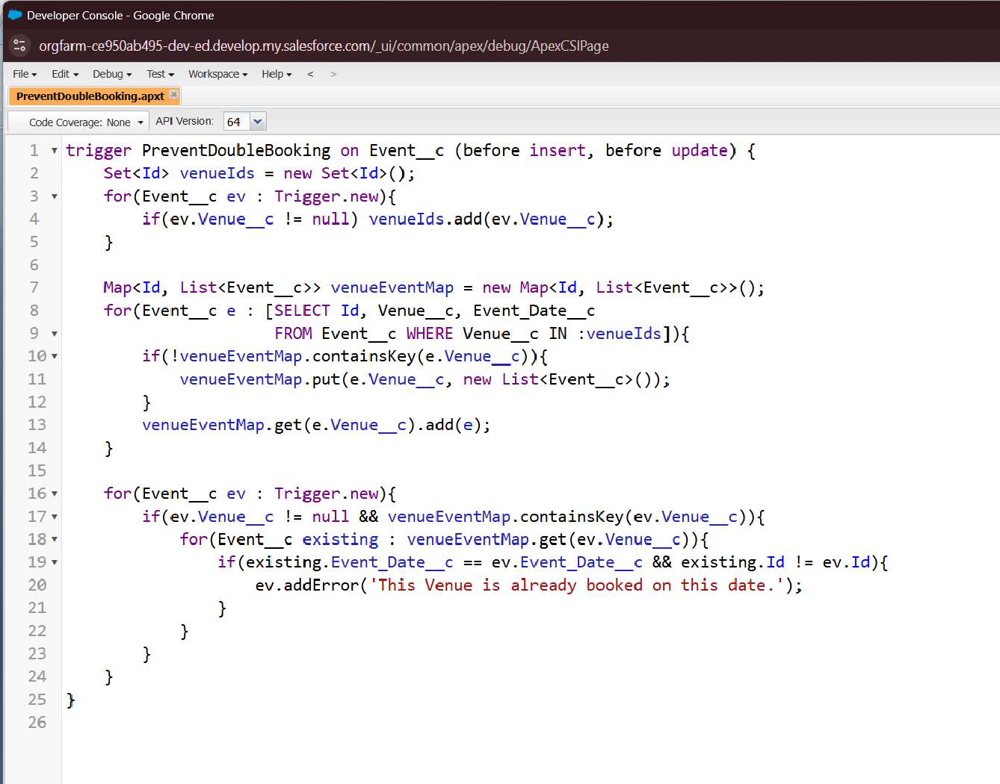 Developer Console - Google Chrome
orgfarm-ce950ab495-dev-ed.develop.my.salesforce.com/_ui/common/apex/debug/ApexCSIPage
File Edit Debug Test Workspace Help < >
PreventDoubleBooking.apxt
Code Coverage: None API Version: 64
1 trigger PreventDoubleBooking on Event__c (before insert, before update) {
2     Set<Id> venueIds = new Set<Id>();
3     for(Event__c ev : Trigger.new){
4         if(ev.Venue__c != null) venueIds.add(ev.Venue__c);
5     }
6
7     Map<Id, List<Event__c>> venueEventMap = new Map<Id, List<Event__c>>();
8     for(Event__c e : [SELECT Id, Venue__c, Event_Date__c
9                       FROM Event__c WHERE Venue__c IN :venueIds]){
10         if(!venueEventMap.containsKey(e.Venue__c)){
11             venueEventMap.put(e.Venue__c, new List<Event__c>());
12         }
13         venueEventMap.get(e.Venue__c).add(e);
14     }
15
16     for(Event__c ev : Trigger.new){
17         if(ev.Venue__c != null && venueEventMap.containsKey(ev.Venue__c)){
18             for(Event__c existing : venueEventMap.get(ev.Venue__c)){
19                 if(existing.Event_Date__c == ev.Event_Date__c && existing.Id != ev.Id){
20                     ev.addError('This Venue is already booked on this date.');
21                 }
22             }
23         }
24     }
25 }
26